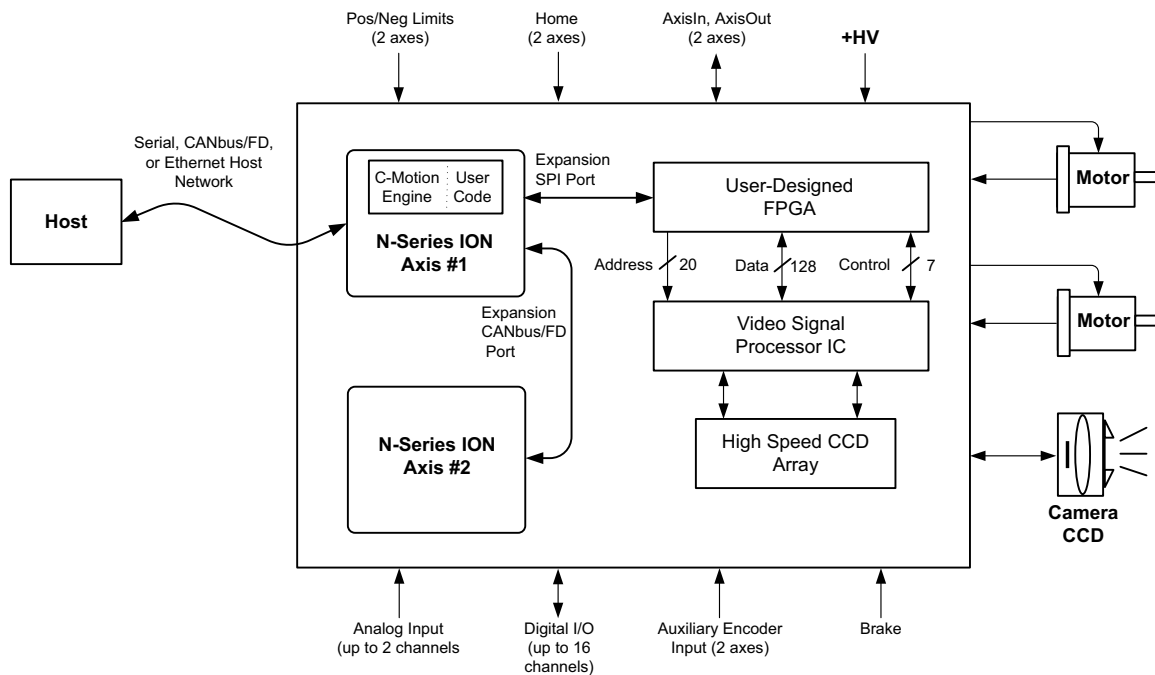 Pos/Neg Limits
(2 axes)
Home
(2 axes)
AxisIn, AxisOut
(2 axes)
+HV
Serial, CANbus/FD,
or Ethernet Host
Network
Host
C-Motion
Engine
User
Code
N-Series ION
Axis #1
Expansion
SPI Port
User-Designed
FPGA
Address
20
Data
128
Control
7
Expansion
CANbus/FD
Port
Video Signal
Processor IC
N-Series ION
Axis #2
High Speed CCD
Array
Motor
Motor
Camera
CCD
Analog Input
(up to 2 channels
Digital I/O
(up to 16
channels)
Auxiliary Encoder
Input (2 axes)
Brake